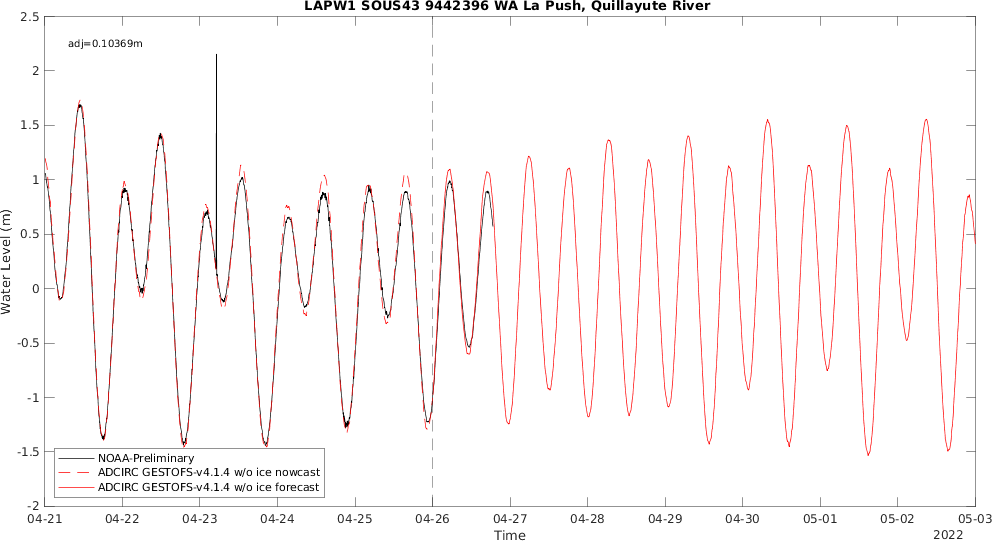 LAPW1 SOUS43 9442396 WA La Push, Quillayute River
2.5
adj=0.10369m
2
1.5
1
0.5
0
-0.5
-1
-1.5
-2
Water Level (m)
NOAA-Preliminary
ADCIRC GESTOFS-v4.1.4 w/o ice nowcast
ADCIRC GESTOFS-v4.1.4 w/o ice forecast
04-21 04-22 04-23 04-24 04-25 04-26 04-27 04-28 04-29 04-30 05-01 05-02 05-03
Time
2022